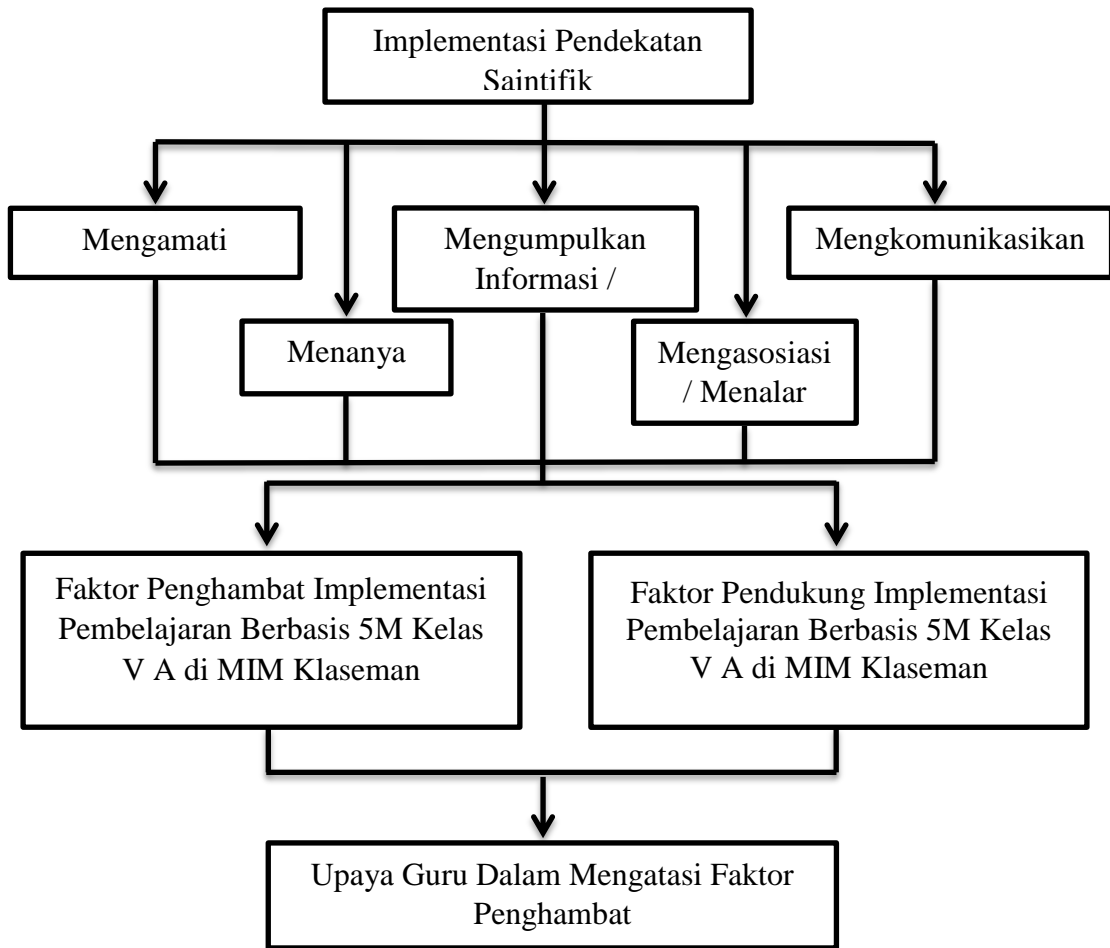 Implementasi Pendekatan
Saintifik
Mengamati
Mengumpulkan
Informasi /
Mengkomunikasikan
Menanya
Mengasosiasi
/ Menalar
Faktor Penghambat Implementasi
Pembelajaran Berbasis 5M Kelas
V A di MIM Klaseman
Faktor Pendukung Implementasi
Pembelajaran Berbasis 5M Kelas
V A di MIM Klaseman
Upaya Guru Dalam Mengatasi Faktor
Penghambat